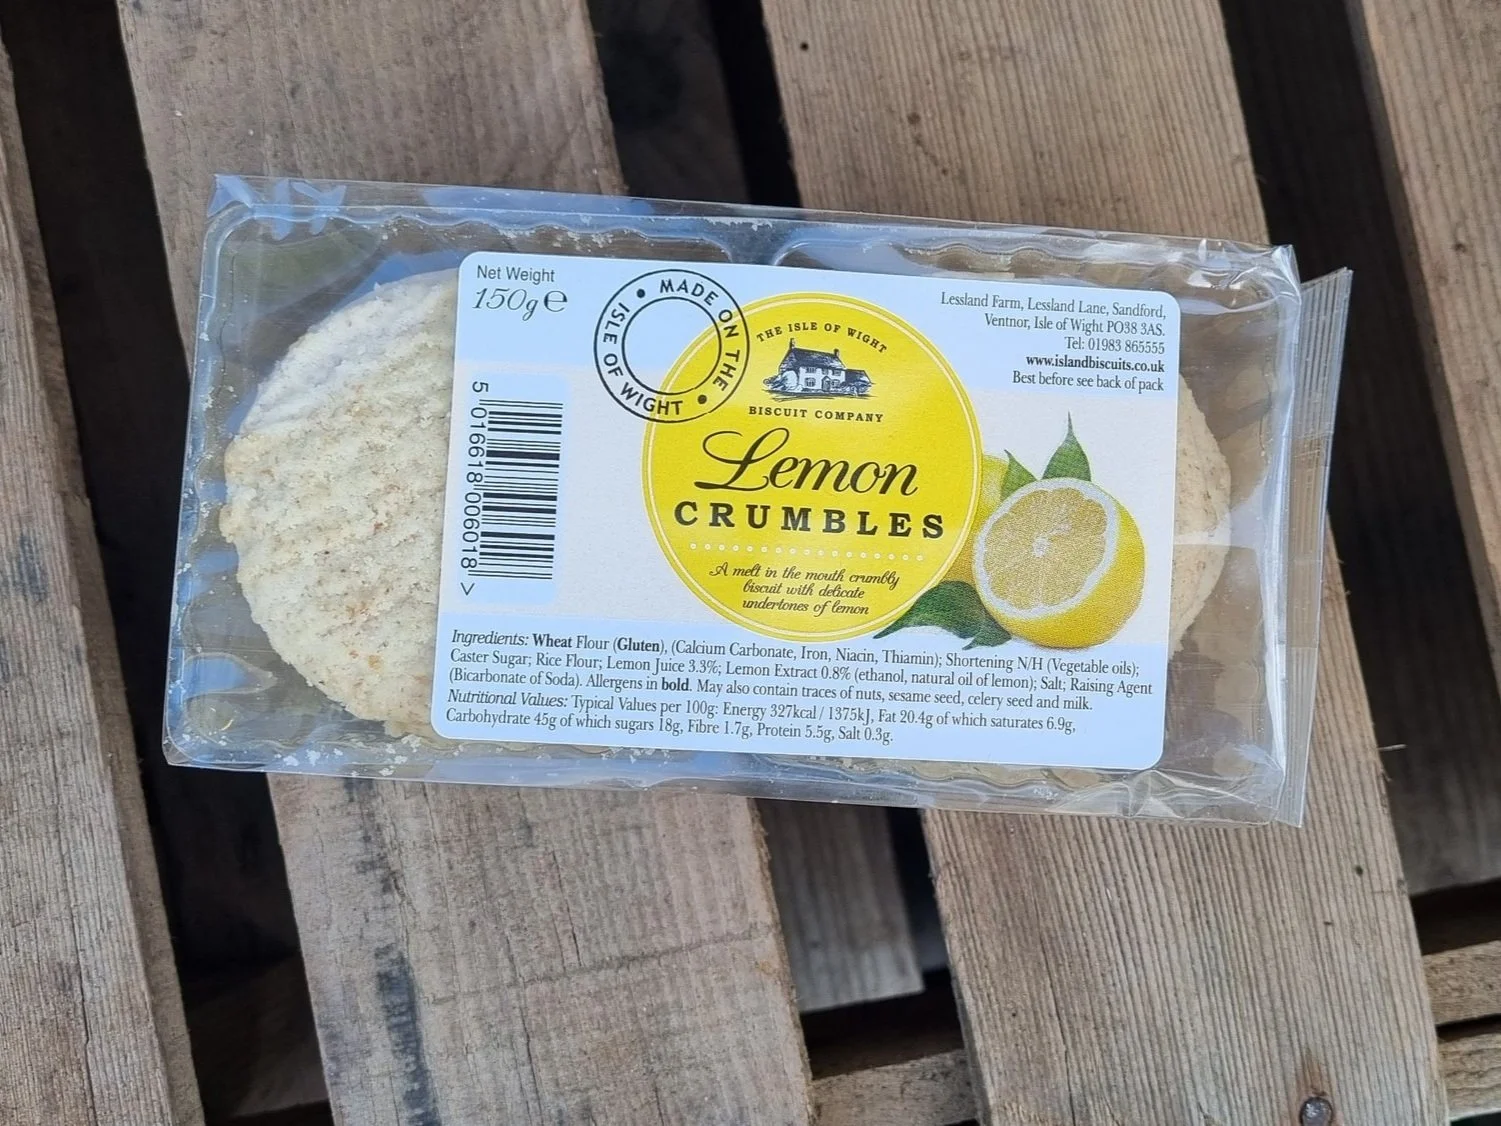 Net Weight
150g℮
MADE ON THE • ISLE OF WIGHT •
THE ISLE OF WIGHT
BISCUIT COMPANY
Lemon
CRUMBLES
A melt in the mouth crumbly
biscuit with delicate
undertones of lemon
Lessland Farm, Lessland Lane, Sandford,
Ventnor, Isle of Wight PO38 3AS.
Tel: 01983 865555
www.islandbiscuits.co.uk
Best before see back of pack
5 016618 006018 >
Ingredients: Wheat Flour (Gluten), (Calcium Carbonate, Iron, Niacin, Thiamin); Shortening N/H (Vegetable oils);
Caster Sugar; Rice Flour; Lemon Juice 3.3%; Lemon Extract 0.8% (ethanol, natural oil of lemon); Salt; Raising Agent
(Bicarbonate of Soda). Allergens in bold. May also contain traces of nuts, sesame seed, celery seed and milk.
Nutritional Values: Typical Values per 100g: Energy 327kcal / 1375kJ, Fat 20.4g of which saturates 6.9g,
Carbohydrate 45g of which sugars 18g, Fibre 1.7g, Protein 5.5g, Salt 0.3g.